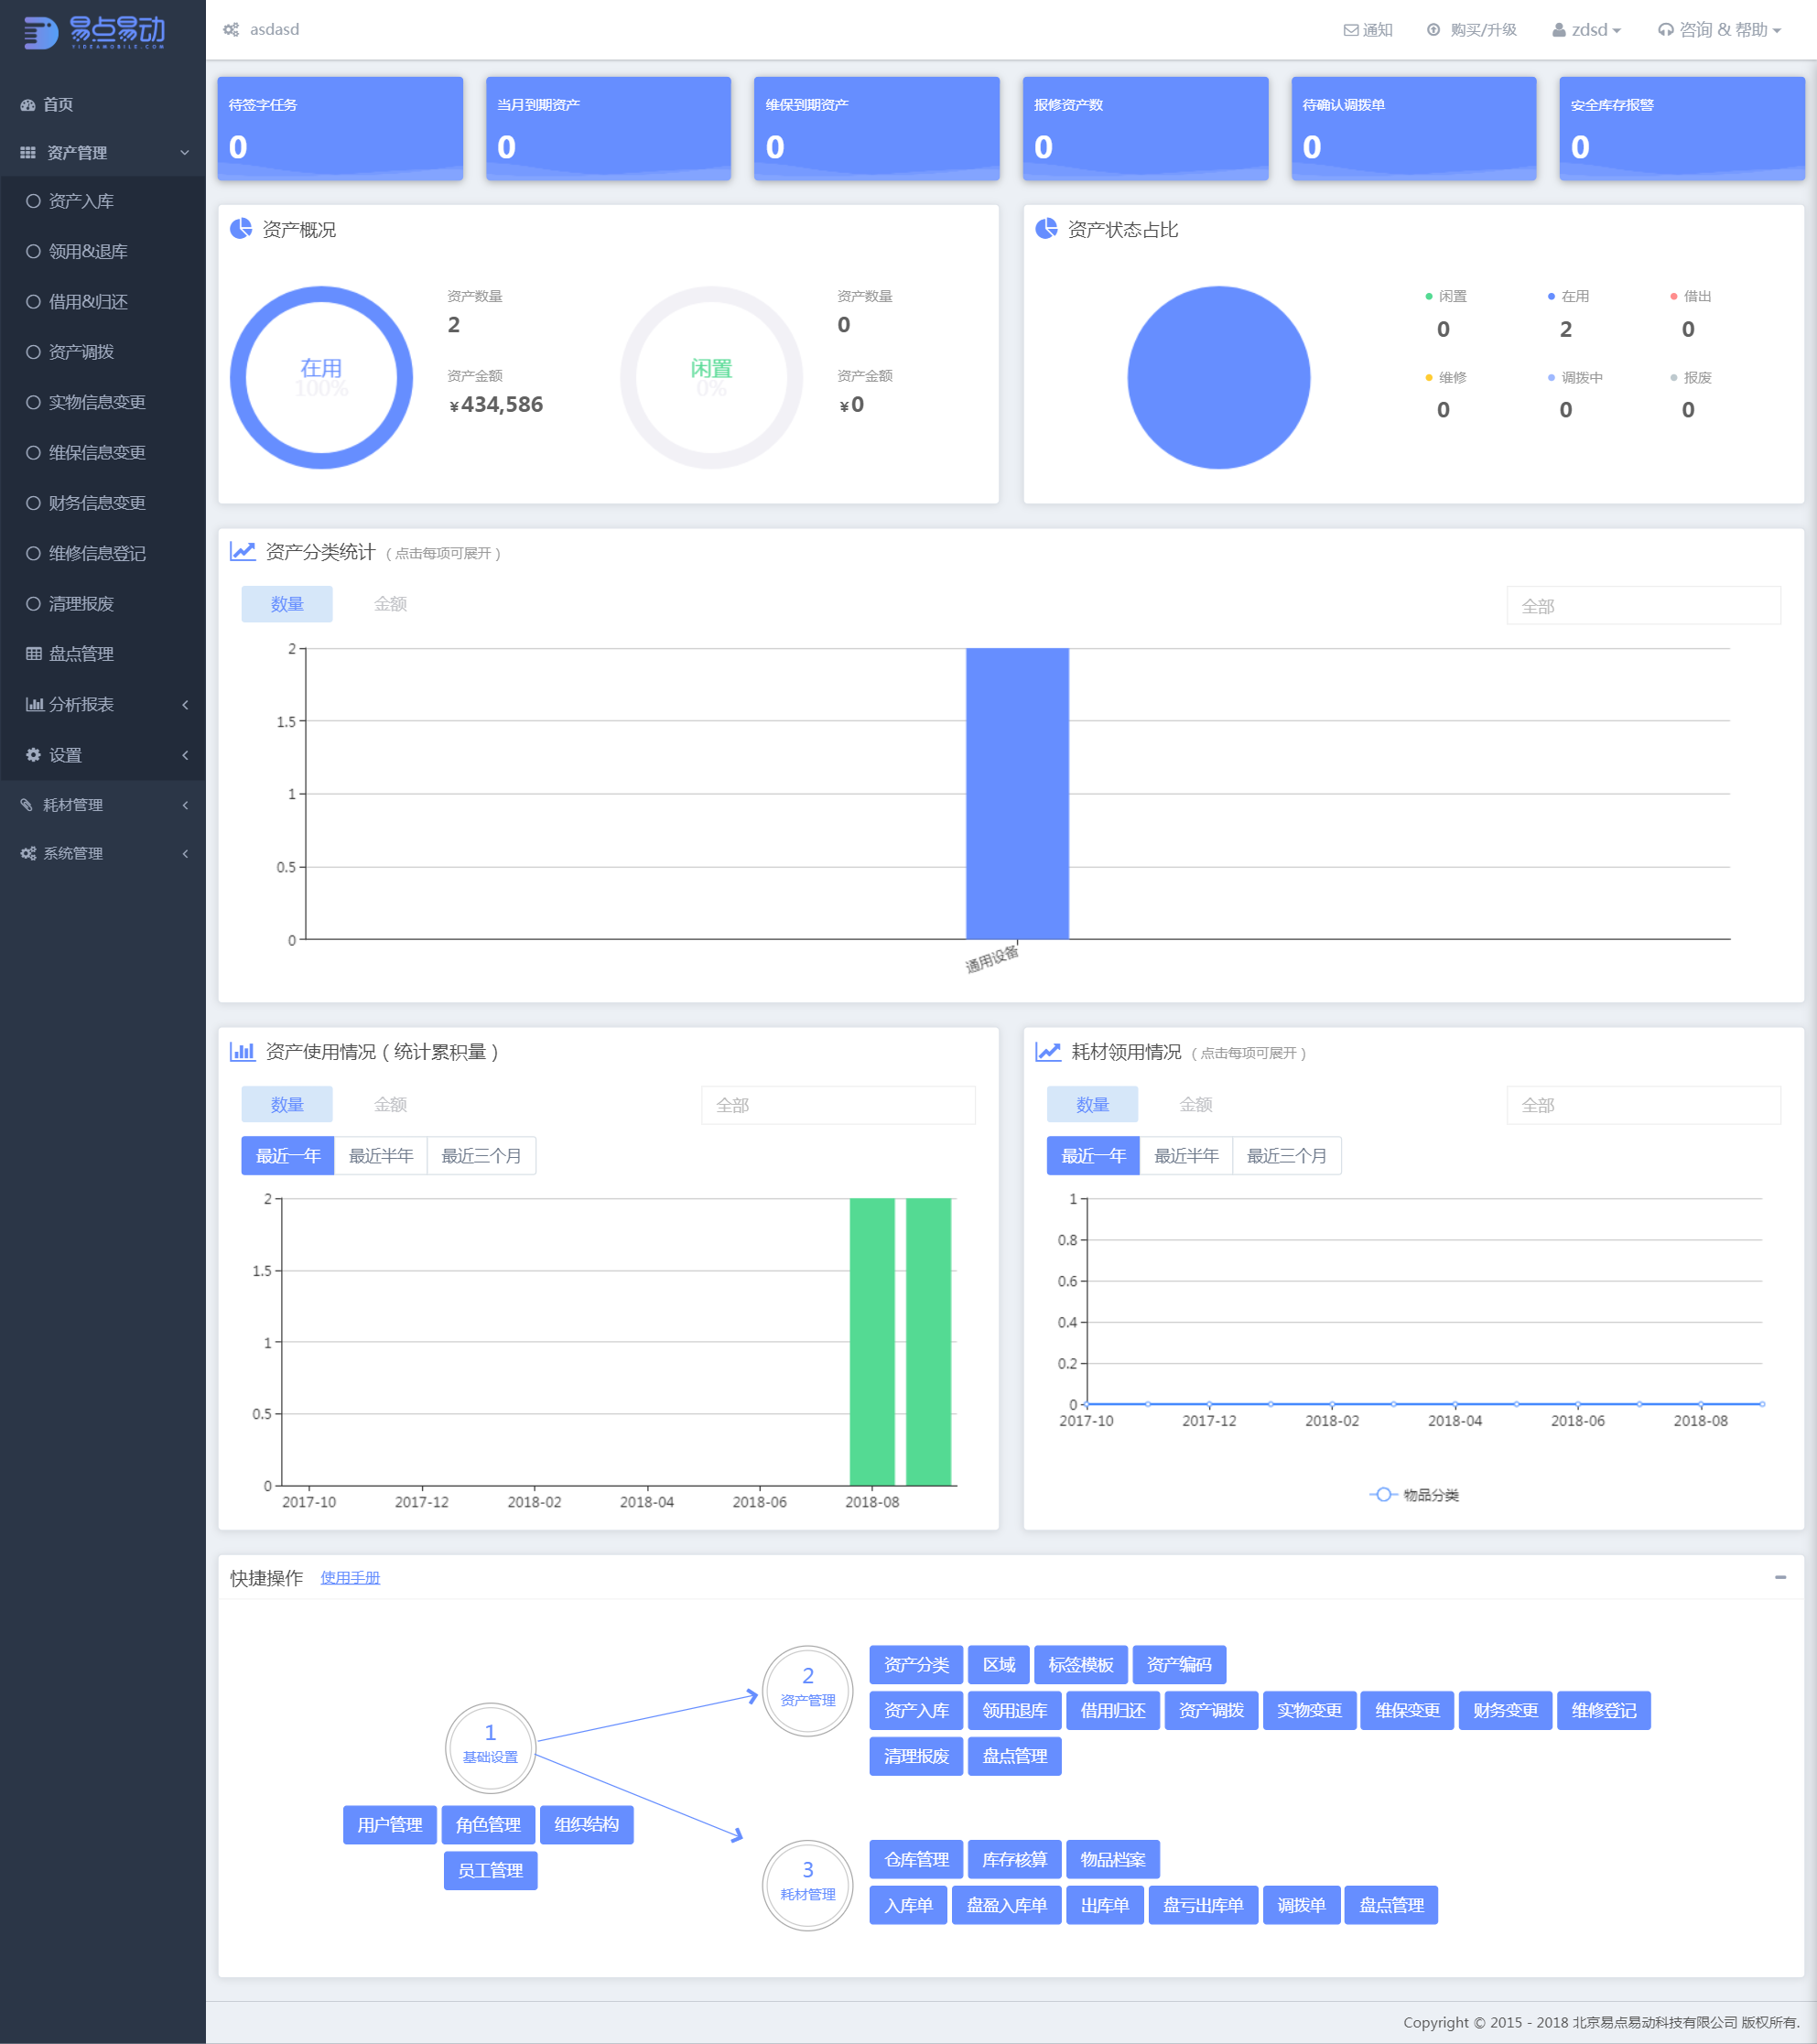 易点易动
YIDEAMOBILE.COM
asdasd
通知
购买/升级
zdsd
咨询 & 帮助
首页
资产管理
资产入库
领用&退库
借用&归还
资产调拨
实物信息变更
维保信息变更
财务信息变更
维修信息登记
清理报废
盘点管理
分析报表
设置
耗材管理
系统管理
待签字任务
0
当月到期资产
0
维保到期资产
0
报修资产数
0
待确认调拨单
0
安全库存报警
0
资产概况
在用
100%
资产数量
2
资产金额
¥434,586
闲置
0%
资产数量
0
资产金额
¥0
资产状态占比
闲置
0
在用
2
借出
0
维修
0
调拨中
0
报废
0
资产分类统计 ( 点击每项可展开 )
数量 金额
全部
2
1.5
1
0.5
0
通用设备
资产使用情况 ( 统计累积量 )
数量 金额
全部
最近一年 最近半年 最近三个月
2
1.5
1
0.5
0
2017-10 2017-12 2018-02 2018-04 2018-06 2018-08
耗材领用情况 ( 点击每项可展开 )
数量 金额
全部
最近一年 最近半年 最近三个月
1
0.8
0.6
0.4
0.2
0
2017-10 2017-12 2018-02 2018-04 2018-06 2018-08
物品分类
快捷操作 使用手册
1
基础设置
用户管理 角色管理 组织结构
员工管理
2
资产管理
资产分类 区域 标签模板 资产编码
资产入库 领用退库 借用归还 资产调拨 实物变更 维保变更 财务变更 维修登记
清理报废 盘点管理
3
耗材管理
仓库管理 库存核算 物品档案
入库单 盘盈入库单 出库单 盘亏出库单 调拨单 盘点管理
Copyright © 2015 - 2018 北京易点易动科技有限公司 版权所有.